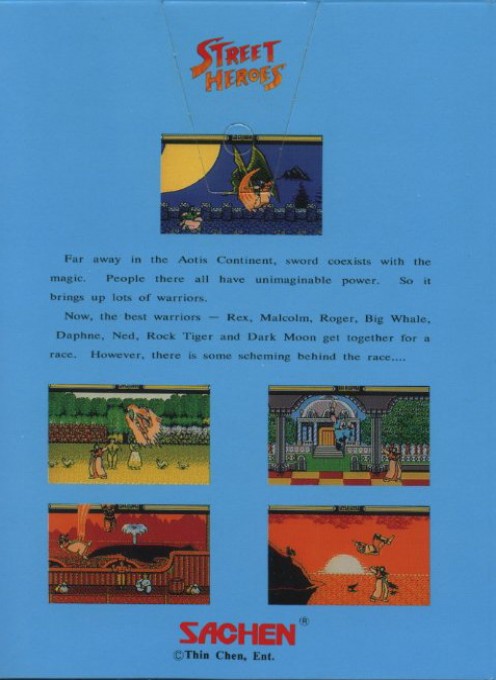 STREET
HEROES
Far away in the Aotis Continent, sword coexists with the
magic. People there all have unimaginable power. So it
brings up lots of warriors.
Now, the best warriors — Rex, Malcolm, Roger, Big Whale,
Daphne, Ned, Rock Tiger and Dark Moon get together for a
race. However, there is some scheming behind the race....
SACHEN®
©Thin Chen, Ent.